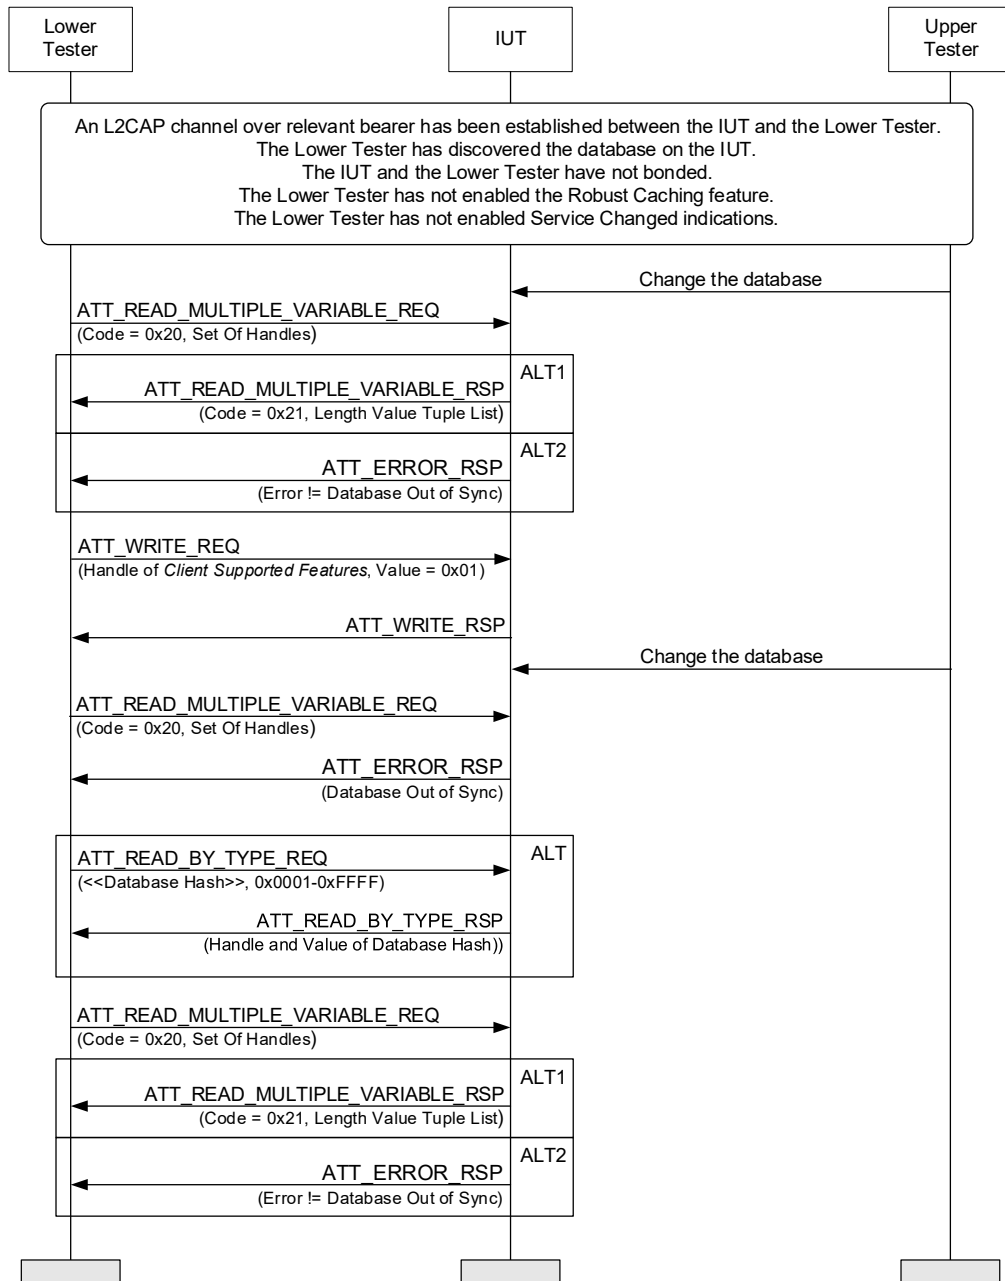 Lower
Tester
IUT
Upper
Tester
An L2CAP channel over relevant bearer has been established between the IUT and the Lower Tester.
The Lower Tester has discovered the database on the IUT.
The IUT and the Lower Tester have not bonded.
The Lower Tester has not enabled the Robust Caching feature.
The Lower Tester has not enabled Service Changed indications.
Change the database
ATT_READ_MULTIPLE_VARIABLE_REQ
(Code = 0x20, Set Of Handles)
ALT1
ATT_READ_MULTIPLE_VARIABLE_RSP
(Code = 0x21, Length Value Tuple List)
ALT2
ATT_ERROR_RSP
(Error != Database Out of Sync)
ATT_WRITE_REQ
(Handle of Client Supported Features, Value = 0x01)
ATT_WRITE_RSP
Change the database
ATT_READ_MULTIPLE_VARIABLE_REQ
(Code = 0x20, Set Of Handles)
ATT_ERROR_RSP
(Database Out of Sync)
ALT
ATT_READ_BY_TYPE_REQ
(<<Database Hash>>, 0x0001-0xFFFF)
ATT_READ_BY_TYPE_RSP
(Handle and Value of Database Hash))
ATT_READ_MULTIPLE_VARIABLE_REQ
(Code = 0x20, Set Of Handles)
ALT1
ATT_READ_MULTIPLE_VARIABLE_RSP
(Code = 0x21, Length Value Tuple List)
ALT2
ATT_ERROR_RSP
(Error != Database Out of Sync)